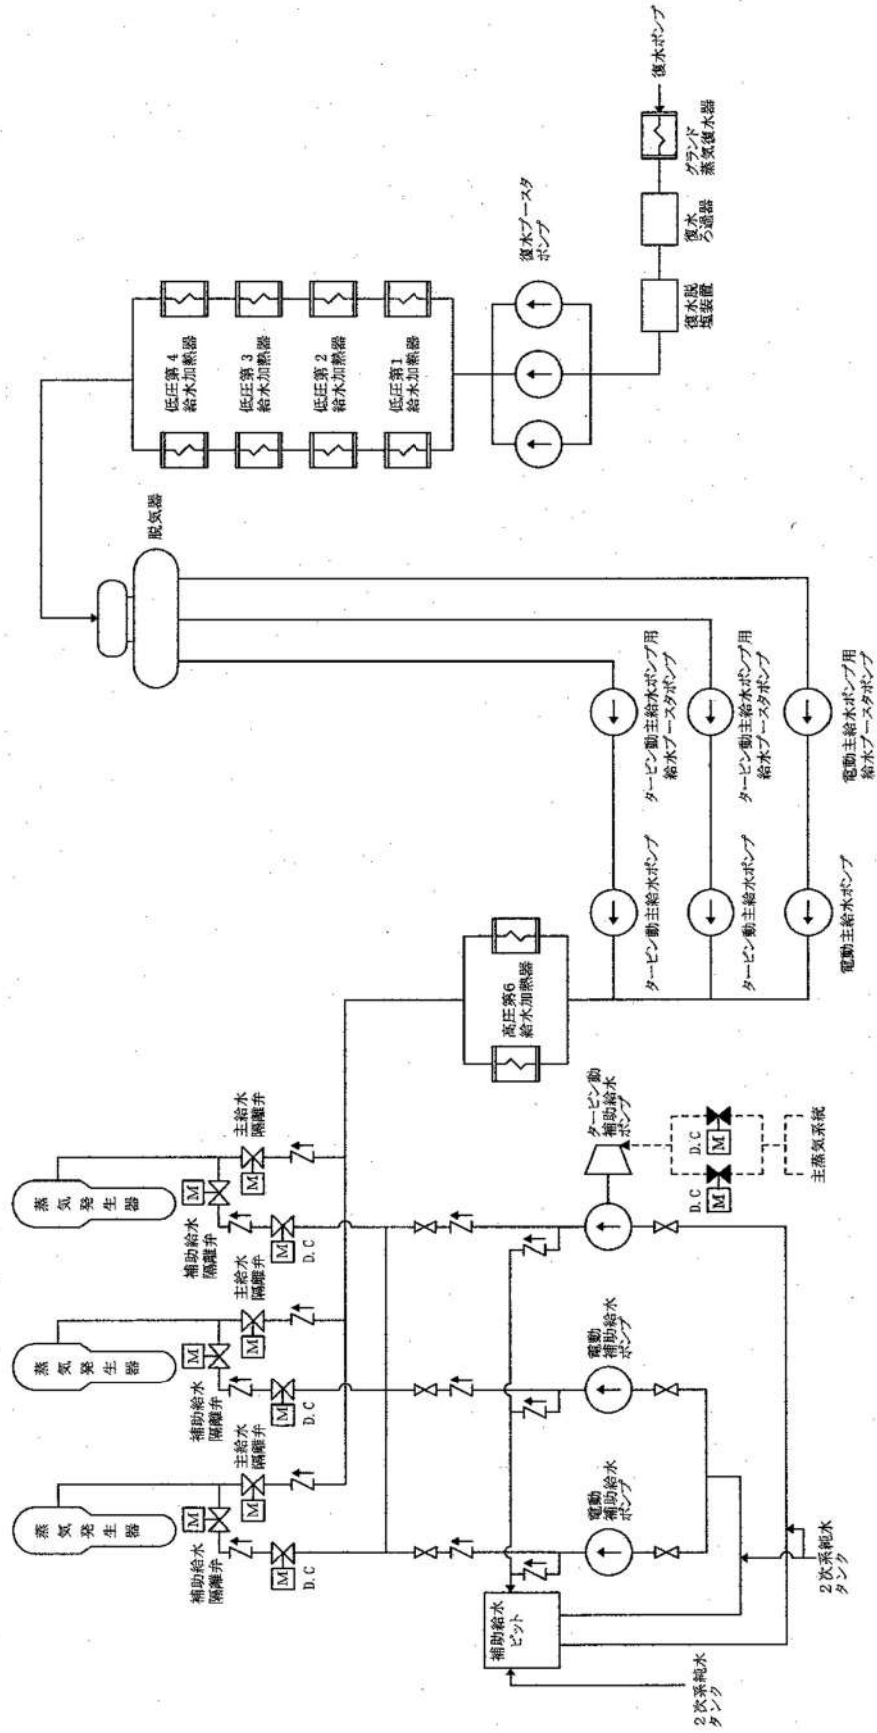 蒸気発生器
蒸気発生器
蒸気発生器
M
補助給水
隔離弁
M
主給水
隔離弁
M
D.C
M
補助給水
隔離弁
M
主給水
隔離弁
M
D.C
M
補助給水
隔離弁
M
主給水
隔離弁
M
D.C
高圧第6
給水加熱器
脱気器
低圧第4
給水加熱器
低圧第3
給水加熱器
低圧第2
給水加熱器
低圧第1
給水加熱器
復水ブースタ
ポンプ
復水脱
塩装置
復水
ろ過器
グランド
蒸気復水器
復水ポンプ
補助給水
ピット
電動
補助給水
ポンプ
電動
補助給水
ポンプ
タービン動
補助給水
ポンプ
D.C
M
D.C
M
主蒸気系統
2次系純水
タンク
2次系純水
タンク
タービン動主給水ポンプ
タービン動主給水ポンプ用
給水ブースタポンプ
タービン動主給水ポンプ
タービン動主給水ポンプ用
給水ブースタポンプ
電動主給水ポンプ
電動主給水ポンプ用
給水ブースタポンプ